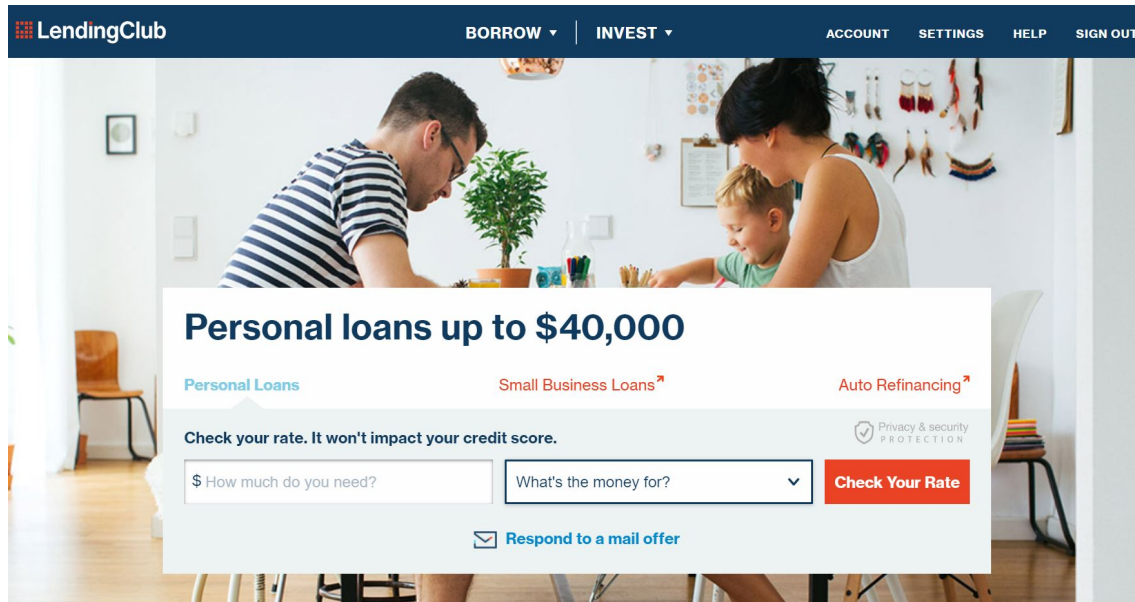 LendingClub
BORROW ▾ | INVEST ▾
ACCOUNT SETTINGS HELP SIGN OUT
Personal loans up to $40,000
Personal Loans
Small Business Loans
Auto Refinancing
Check your rate. It won't impact your credit score.
Privacy & security
PROTECTION
$ How much do you need?
What's the money for?
Check Your Rate
Respond to a mail offer